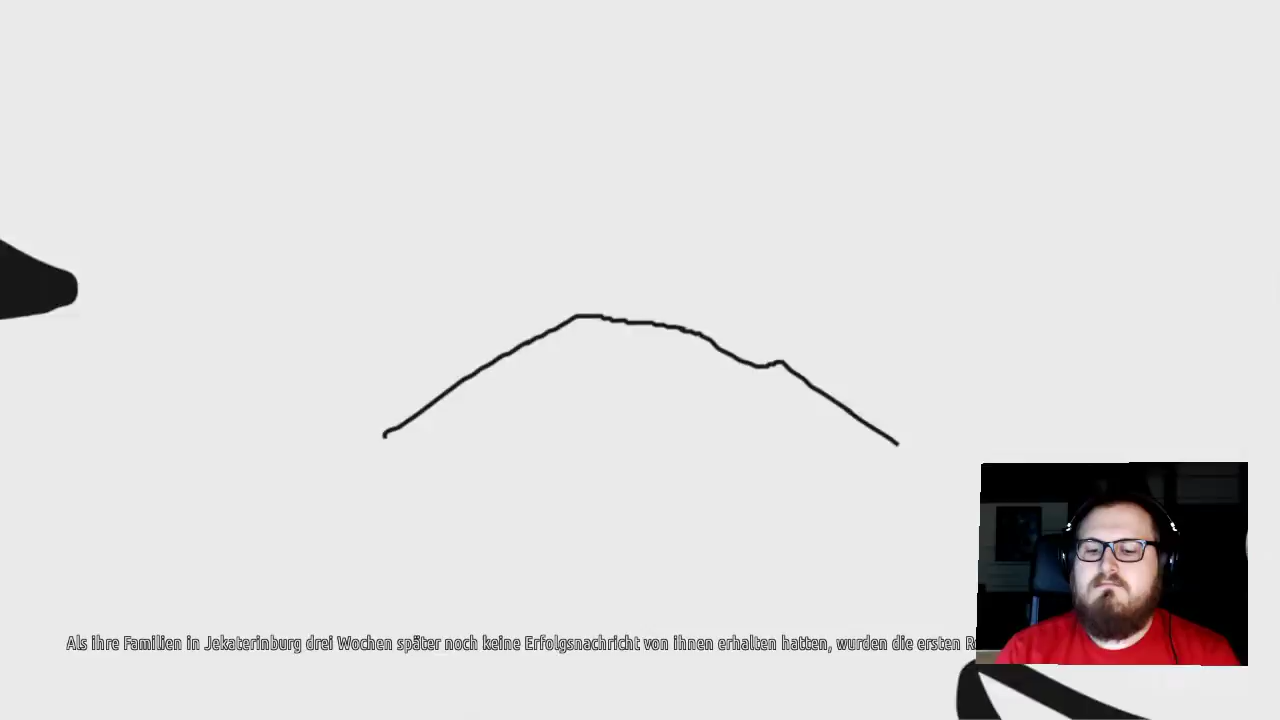 Als ihre Familien in Jekaterinburg drei Wochen später noch keine Erfolgsnachricht von ihnen erhalten hatten, wurden die ersten